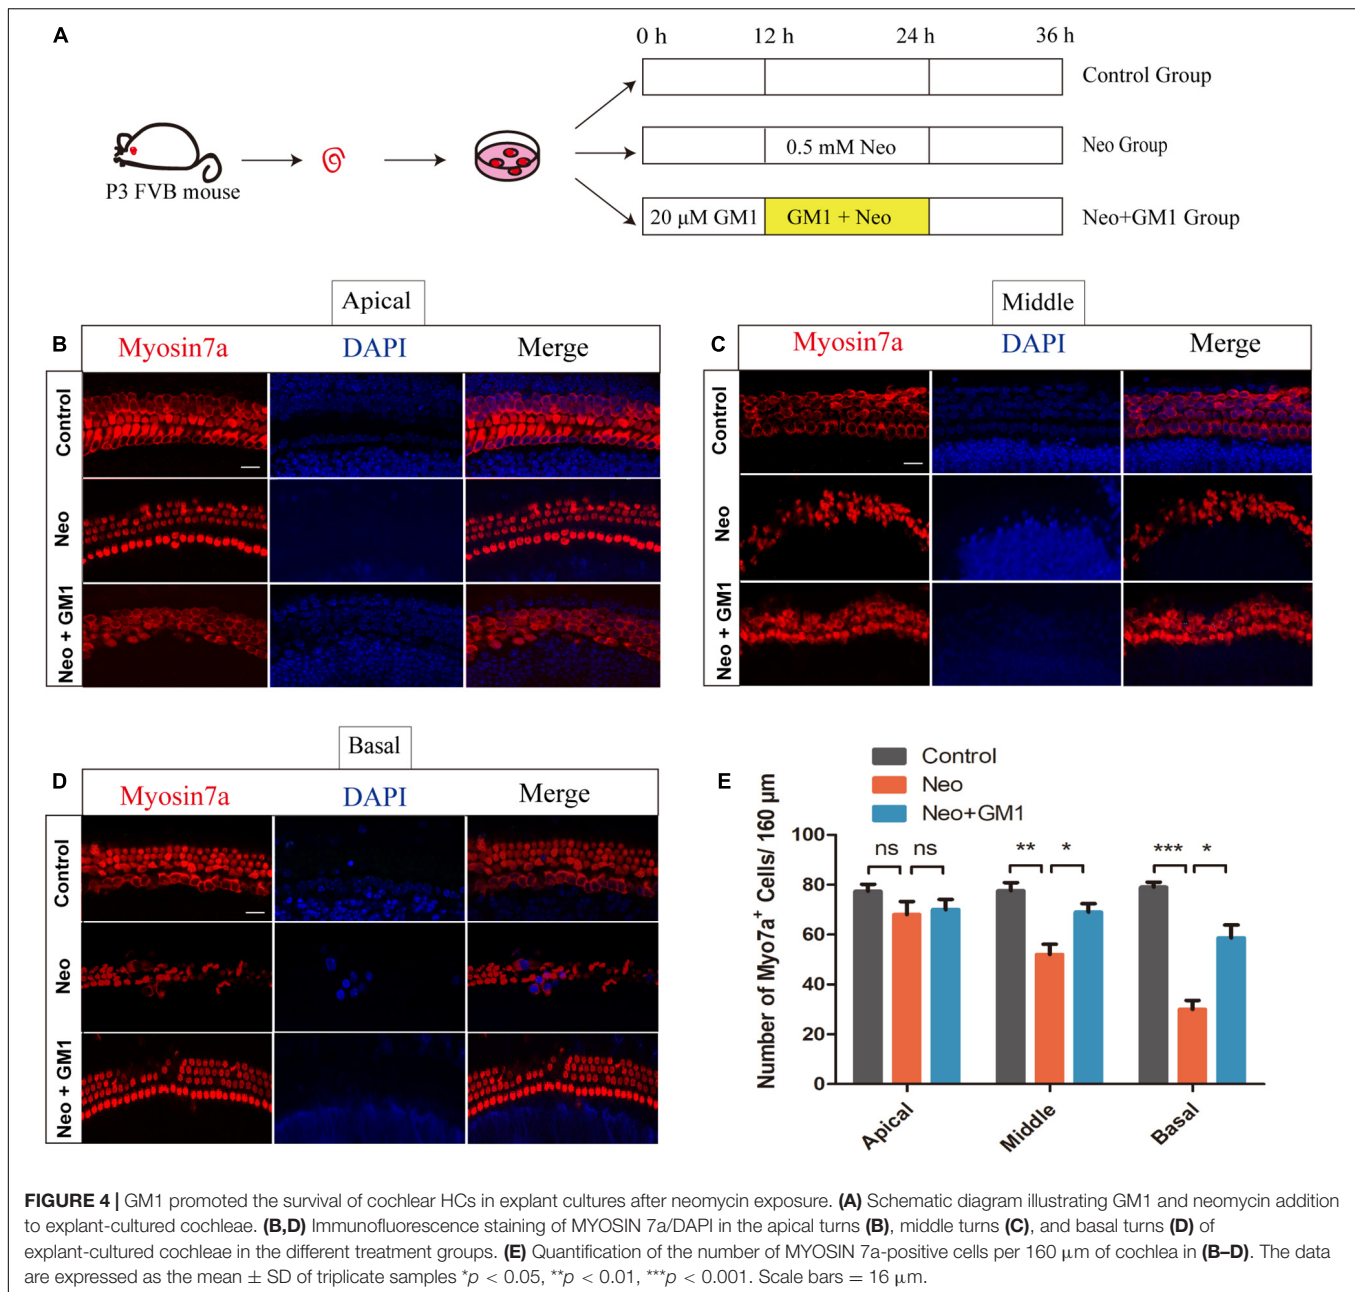 A
0 h 12 h 24 h 36 h
Control Group
0.5 mM Neo
Neo Group
P3 FVB mouse
20 μM GM1 GM1 + Neo
Neo+GM1 Group
Apical
B
Myosin7a DAPI Merge
Control
Neo
Neo + GM1
Middle
C
Myosin7a DAPI Merge
Control
Neo
Neo + GM1
Basal
D
Myosin7a DAPI Merge
Control
Neo
Neo + GM1
E
Control
Neo
Neo+GM1
Number of Myo7a⁺ Cells/ 160 μm
100
80
60
40
20
0
ns ns ** * *** *
Apical Middle Basal
FIGURE 4 | GM1 promoted the survival of cochlear HCs in explant cultures after neomycin exposure. (A) Schematic diagram illustrating GM1 and neomycin addition
to explant-cultured cochleae. (B,D) Immunofluorescence staining of MYOSIN 7a/DAPI in the apical turns (B), middle turns (C), and basal turns (D) of
explant-cultured cochleae in the different treatment groups. (E) Quantification of the number of MYOSIN 7a-positive cells per 160 μm of cochlea in (B–D). The data
are expressed as the mean ± SD of triplicate samples *p < 0.05, **p < 0.01, ***p < 0.001. Scale bars = 16 μm.